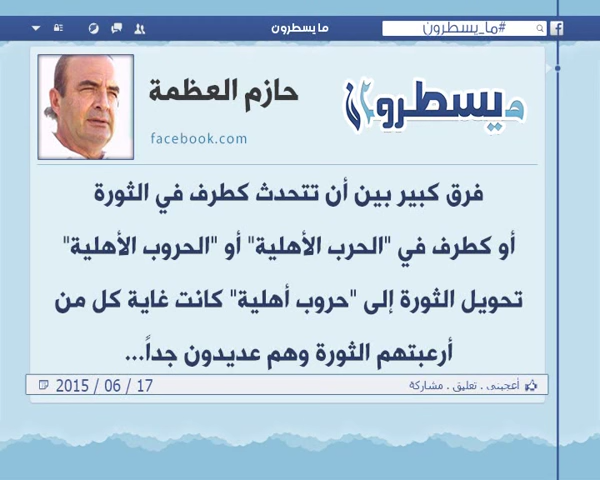 ما يسطرون
#ما_يسطرون
حازم العظمة
ما يسطرون
facebook.com
فرق كبير بين أن تتحدث كطرف في الثورة
أو كطرف في "الحرب الأهلية" أو "الحروب الأهلية"
تحويل الثورة إلى "حروب أهلية" كانت غاية كل من
أرعبتهم الثورة وهم عديدون جداً...
أعجبني . تعليق . مشاركة
2015 / 06 / 17